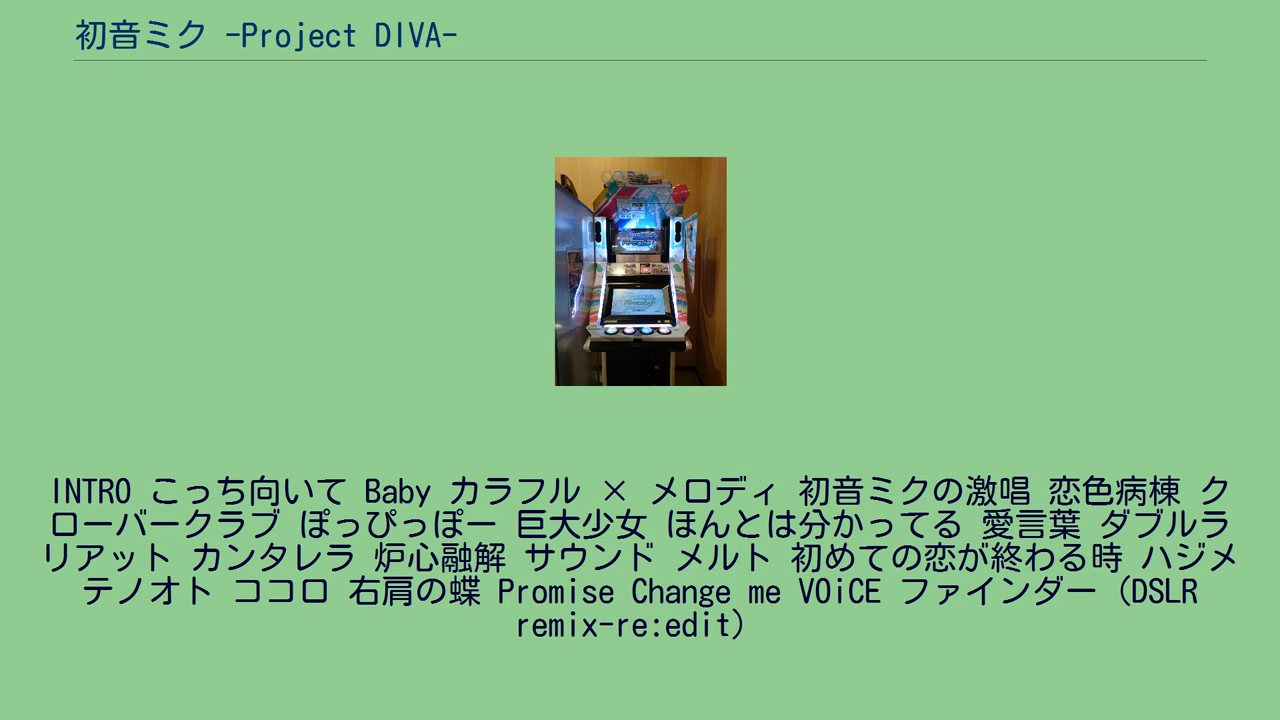 初音ミク -Project DIVA-
INTRO こっち向いて Baby カラフル × メロディ 初音ミクの激唱 恋色病棟 ク
ローバークラブ ぽっぴっぽー 巨大少女 ほんとは分かってる 愛言葉 ダブルラ
リアット カンタレラ 炉心融解 サウンド メルト 初めての恋が終わる時 ハジメ
テノオト ココロ 右肩の蝶 Promise Change me VOiCE ファインダー (DSLR
remix-re:edit)